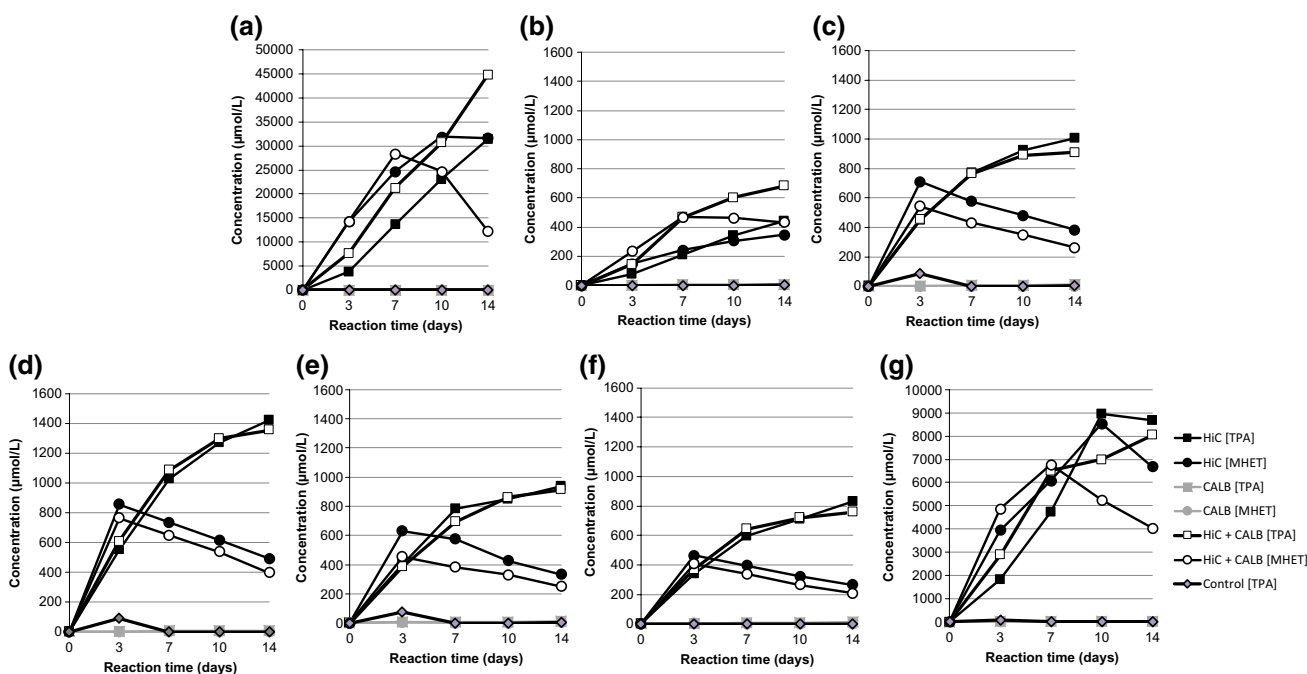 (a)
50000
45000
40000
35000
30000
25000
20000
15000
10000
5000
0
Concentration (µmol/L)
0 3 7 10 14
Reaction time (days)
(b)
1600
1400
1200
1000
800
600
400
200
0
Concentration (µmol/L)
0 3 7 10 14
Reaction time (days)
(c)
1600
1400
1200
1000
800
600
400
200
0
Concentration (µmol/L)
0 3 7 10 14
Reaction time (days)
(d)
1600
1400
1200
1000
800
600
400
200
0
Concentration (µmol/L)
0 3 7 10 14
Reaction time (days)
(e)
1600
1400
1200
1000
800
600
400
200
0
Concentration (µmol/L)
0 3 7 10 14
Reaction time (days)
(f)
1600
1400
1200
1000
800
600
400
200
0
Concentration (µmol/L)
0 3 7 10 14
Reaction time (days)
(g)
10000
9000
8000
7000
6000
5000
4000
3000
2000
1000
0
Concentration (µmol/L)
0 3 7 10 14
Reaction time (days)
HiC [TPA]
HiC [MHET]
CALB [TPA]
CALB [MHET]
HiC + CALB [TPA]
HiC + CALB [MHET]
Control [TPA]